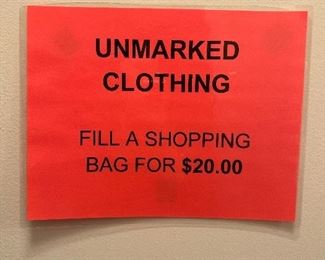 UNMARKED
CLOTHING
FILL A SHOPPING
BAG FOR $20.00